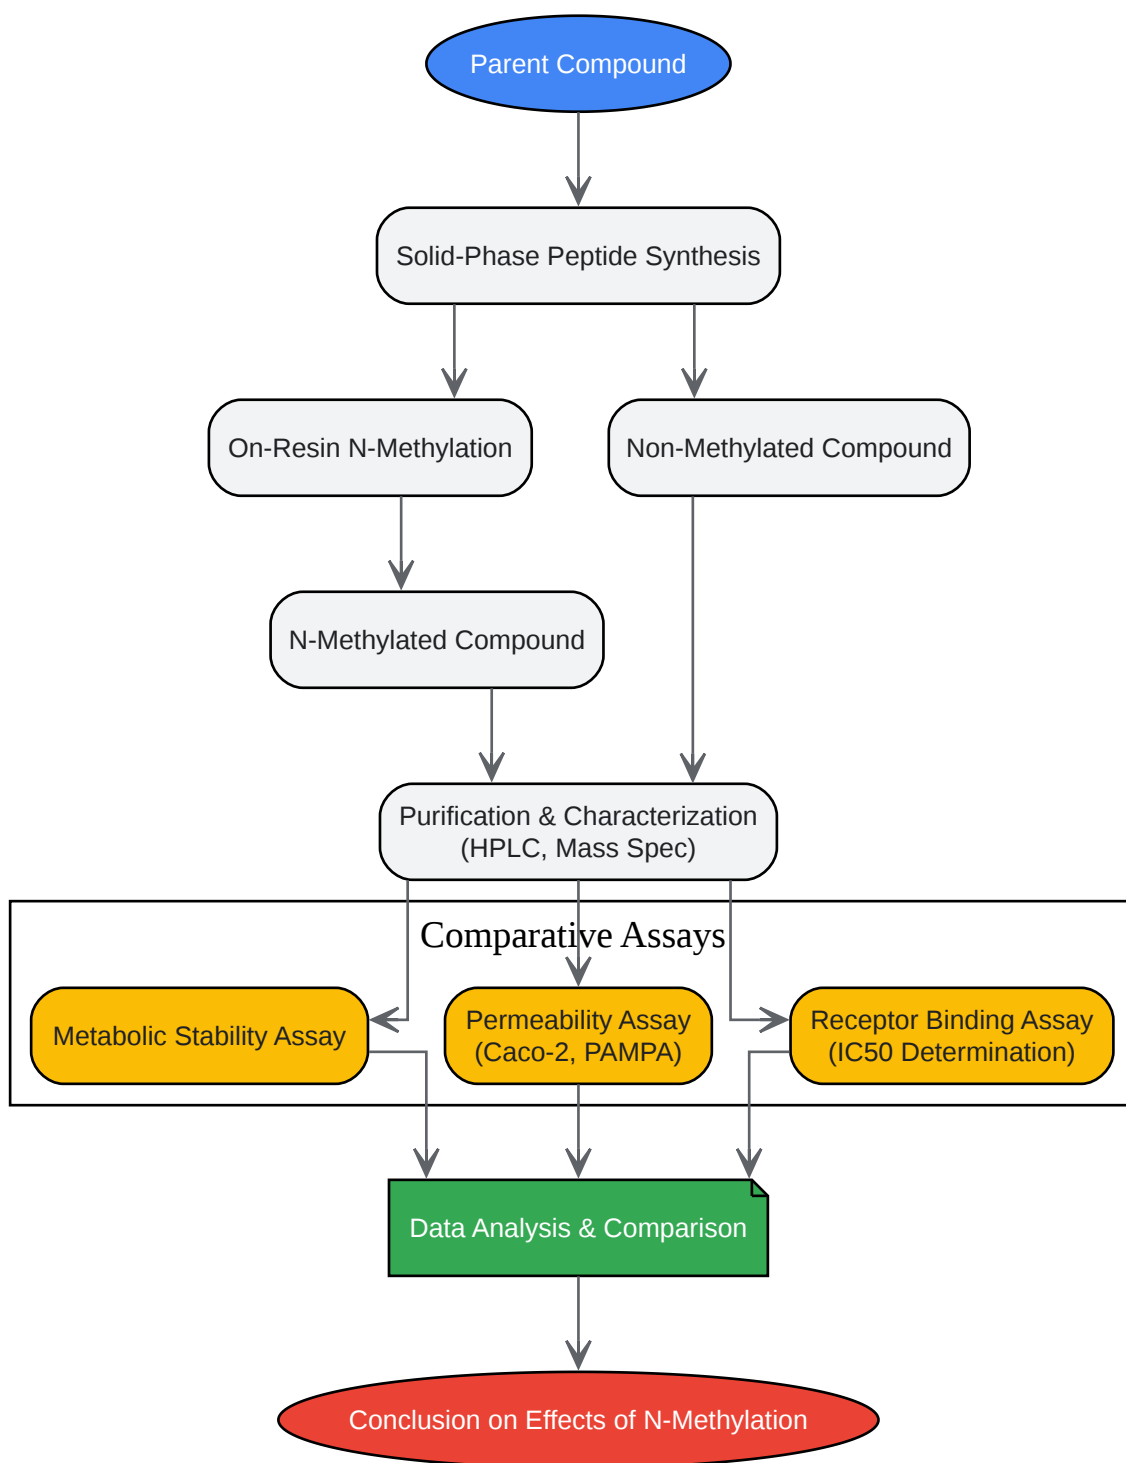 Parent Compound
Solid-Phase Peptide Synthesis
On-Resin N-Methylation
Non-Methylated Compound
N-Methylated Compound
Purification & Characterization
(HPLC, Mass Spec)
Comparative Assays
Metabolic Stability Assay
Permeability Assay
(Caco-2, PAMPA)
Receptor Binding Assay
(IC50 Determination)
Data Analysis & Comparison
Conclusion on Effects of N-Methylation